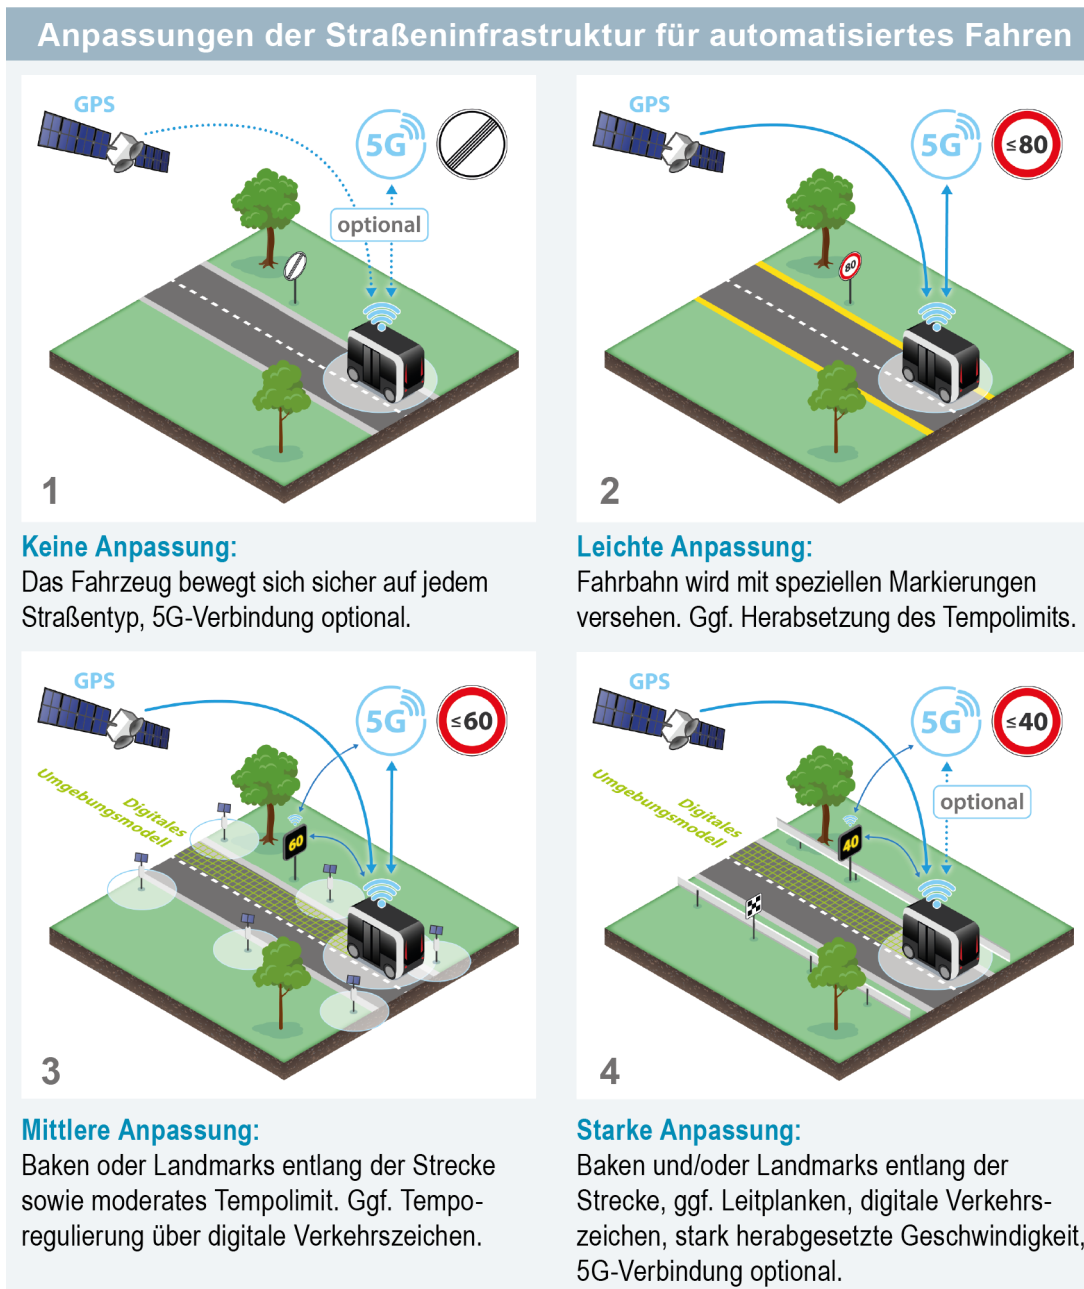 Anpassungen der Straßeninfrastruktur für automatisiertes Fahren
GPS
5G
optional
1
Keine Anpassung:
Das Fahrzeug bewegt sich sicher auf jedem
Straßentyp, 5G-Verbindung optional.
GPS
5G
≤80
80
2
Leichte Anpassung:
Fahrbahn wird mit speziellen Markierungen
versehen. Ggf. Herabsetzung des Tempolimits.
GPS
5G
≤60
Digitales
Umgebungsmodell
60
3
Mittlere Anpassung:
Baken oder Landmarks entlang der Strecke
sowie moderates Tempolimit. Ggf. Tempo-
regulierung über digitale Verkehrszeichen.
GPS
5G
≤40
optional
Digitales
Umgebungsmodell
40
4
Starke Anpassung:
Baken und/oder Landmarks entlang der
Strecke, ggf. Leitplanken, digitale Verkehrs-
zeichen, stark herabgesetzte Geschwindigkeit,
5G-Verbindung optional.